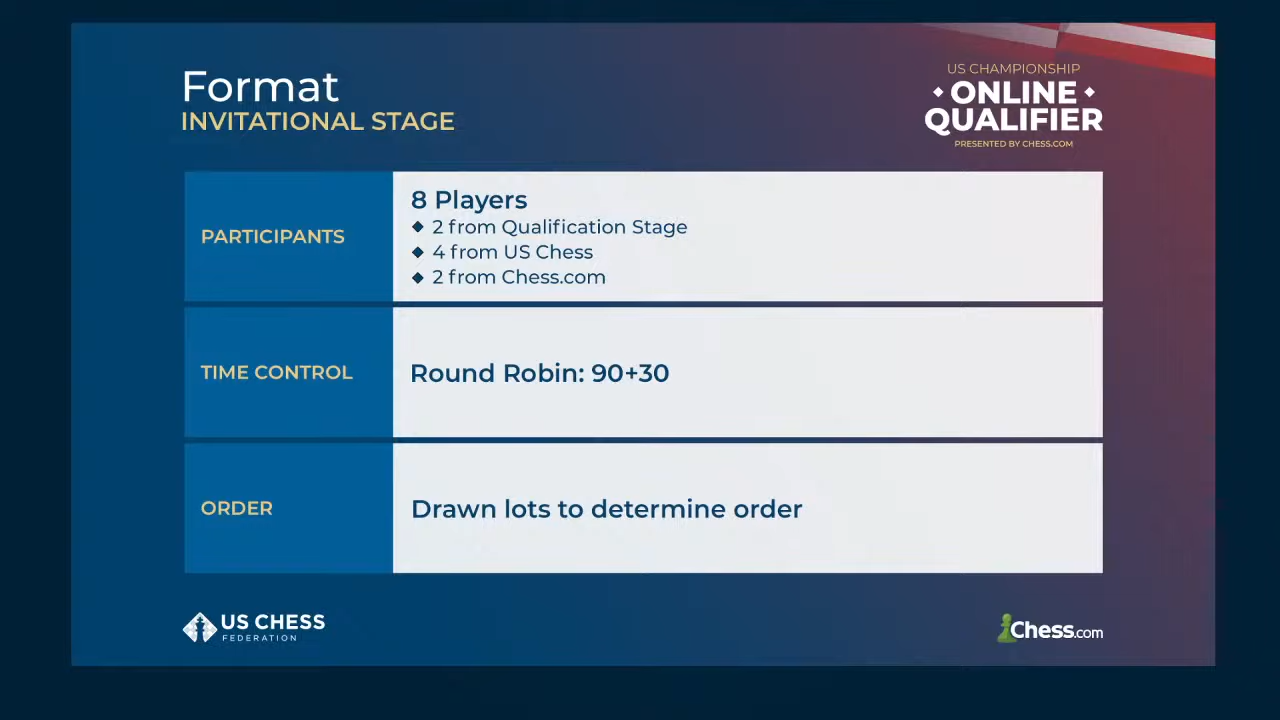 Format
INVITATIONAL STAGE
US CHAMPIONSHIP
ONLINE
QUALIFIER
PRESENTED BY CHESS.COM
PARTICIPANTS
8 Players
2 from Qualification Stage
4 from US Chess
2 from Chess.com
TIME CONTROL
Round Robin: 90+30
ORDER
Drawn lots to determine order
US CHESS
FEDERATION
Chess.com